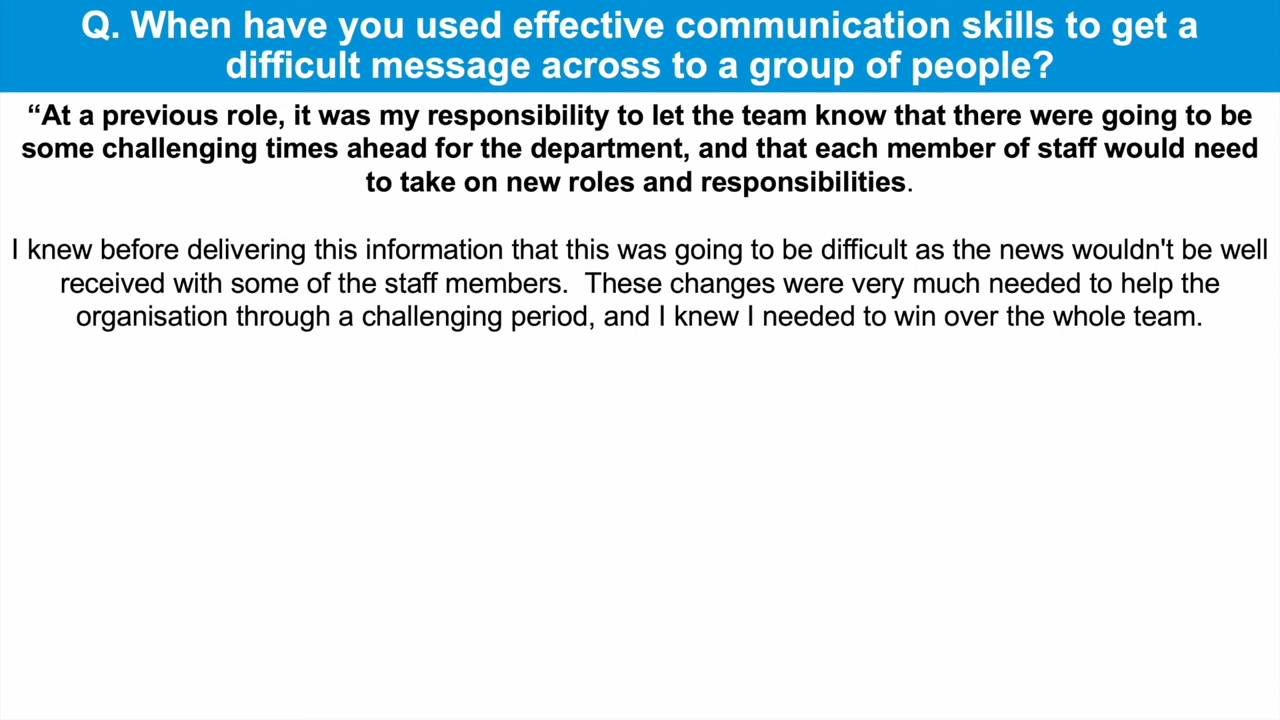 Q. When have you used effective communication skills to get a
difficult message across to a group of people?
“At a previous role, it was my responsibility to let the team know that there were going to be
some challenging times ahead for the department, and that each member of staff would need
to take on new roles and responsibilities.
I knew before delivering this information that this was going to be difficult as the news wouldn't be well
received with some of the staff members.  These changes were very much needed to help the
organisation through a challenging period, and I knew I needed to win over the whole team.